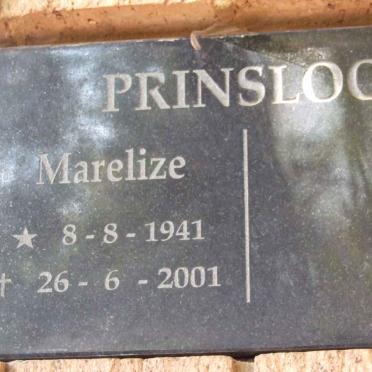 PRINSLOO
Marelize
★ 8 - 8 - 1941
† 26 - 6 - 2001